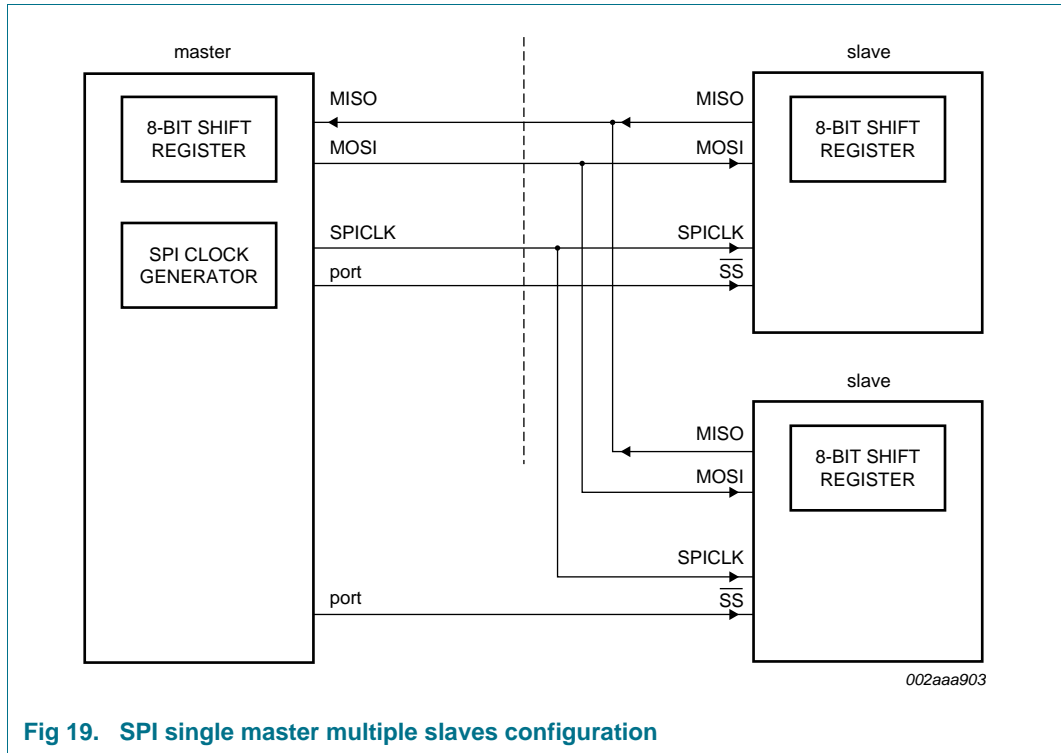 master
slave
8-BIT SHIFT
REGISTER
SPI CLOCK
GENERATOR
MISO
MOSI
SPICLK
port
MISO
MOSI
SPICLK
SS
8-BIT SHIFT
REGISTER
slave
MISO
MOSI
SPICLK
SS
8-BIT SHIFT
REGISTER
port
002aaa903
Fig 19. SPI single master multiple slaves configuration